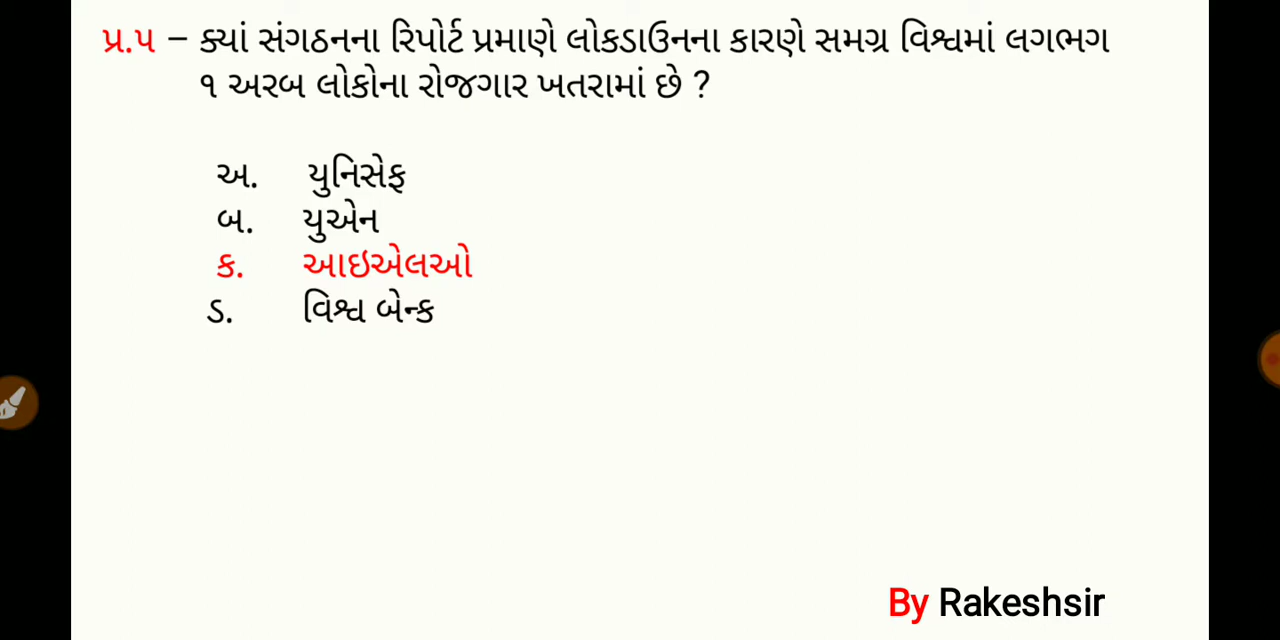 પ્ર.૫ – ક્યાં સંગઠનના રિપોર્ટ પ્રમાણે લોકડાઉનના કારણે સમગ્ર વિશ્વમાં લગભગ
૧ અરબ લોકોના રોજગાર ખતરામાં છે ?
અ. યુનિસેફ
બ. યુએન
ક. આઇએલઓ
ડ. વિશ્વ બેન્ક
By Rakeshsir